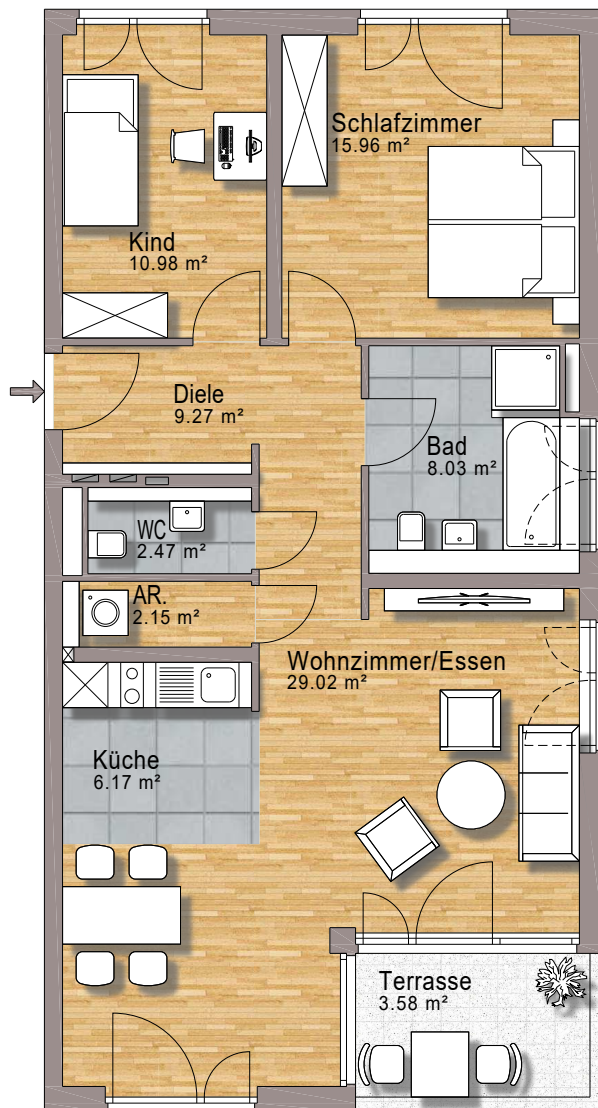 Schlafzimmer
15.96 m²
Kind
10.98 m²
Diele
9.27 m²
Bad
8.03 m²
WC
2.47 m²
AR.
2.15 m²
Wohnzimmer/Essen
29.02 m²
Küche
6.17 m²
Terrasse
3.58 m²